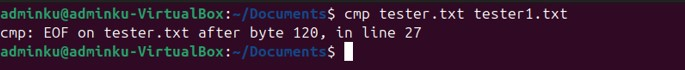 adminku@adminku-VirtualBox:~/Documents$ cmp tester.txt tester1.txt
cmp: EOF on tester.txt after byte 120, in line 27
adminku@adminku-VirtualBox:~/Documents$